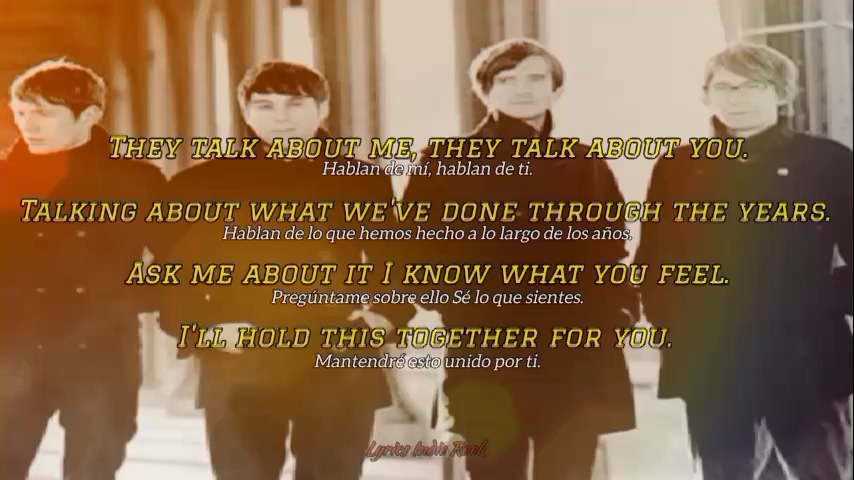 They talk about me, they talk about you.
Hablan de mí, hablan de ti.
Talking about what we've done through the years.
Hablan de lo que hemos hecho a lo largo de los años.
Ask me about it I know what you feel.
Pregúntame sobre ello Sé lo que sientes.
I'll hold this together for you.
Mantendré esto unido por ti.
Lyrics Indie Rock